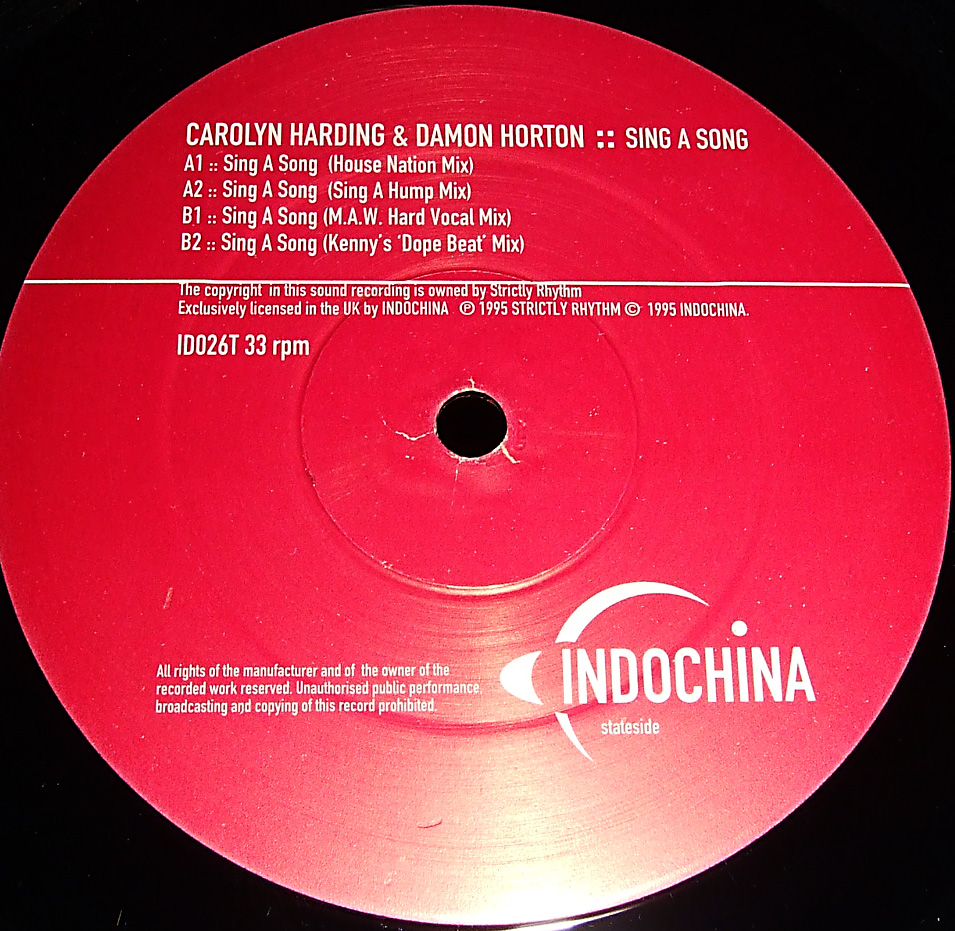 CAROLYN HARDING & DAMON HORTON :: SING A SONG
A1 :: Sing A Song (House Nation Mix)
A2 :: Sing A Song (Sing A Hump Mix)
B1 :: Sing A Song (M.A.W. Hard Vocal Mix)
B2 :: Sing A Song (Kenny's 'Dope Beat' Mix)
The copyright in this sound recording is owned by Strictly Rhythm
Exclusively licensed in the UK by INDOCHINA ℗ 1995 STRICTLY RHYTHM © 1995 INDOCHINA.
ID026T 33 rpm
All rights of the manufacturer and of the owner of the
recorded work reserved. Unauthorised public performance,
broadcasting and copying of this record prohibited.
INDOCHiNA
stateside